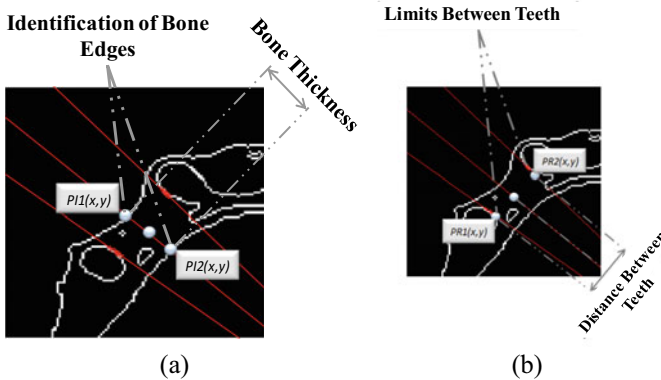 Identification of Bone
Edges
Bone Thickness
PI1(x,y)
PI2(x,y)
(a)
Limits Between Teeth
PR2(x,y)
PR1(x,y)
Distance Between
Teeth
(b)